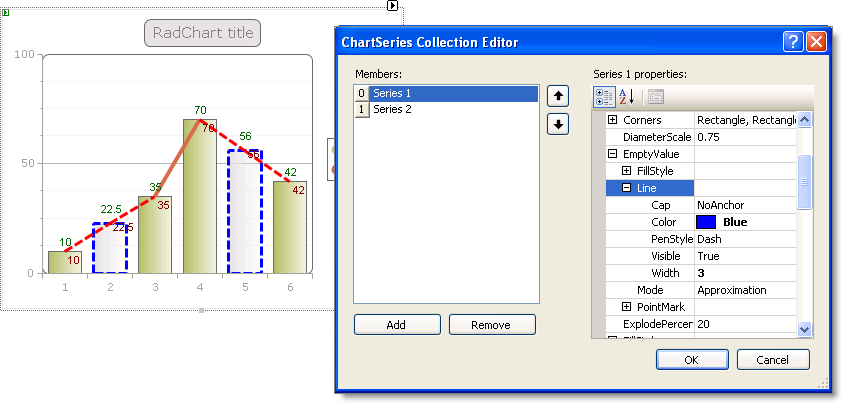 RadChart title
100
50
0
10
22.5
35
70
56
42
10
22.5
35
70
56
42
1 2 3 4 5 6
ChartSeries Collection Editor
Members:
0 Series 1
1 Series 2
Add Remove
Series 1 properties:
Corners Rectangle, Rectangle
DiameterScale 0.75
EmptyValue
FillStyle
Line
Cap NoAnchor
Color Blue
PenStyle Dash
Visible True
Width 3
Mode Approximation
PointMark
ExplodePercer 20
OK Cancel